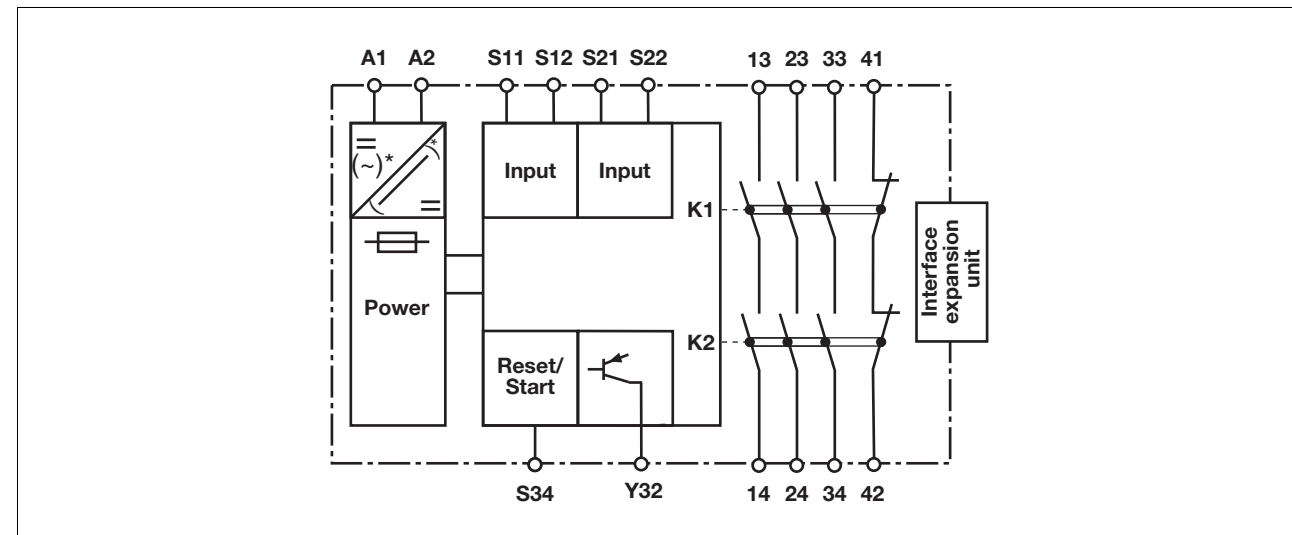 A1 A2 S11 S12 S21 S22 13 23 33 41
=
(~)*
*
=
Input Input
K1
Interface
expansion
unit
Power
K2
Reset/
Start
S34 Y32 14 24 34 42